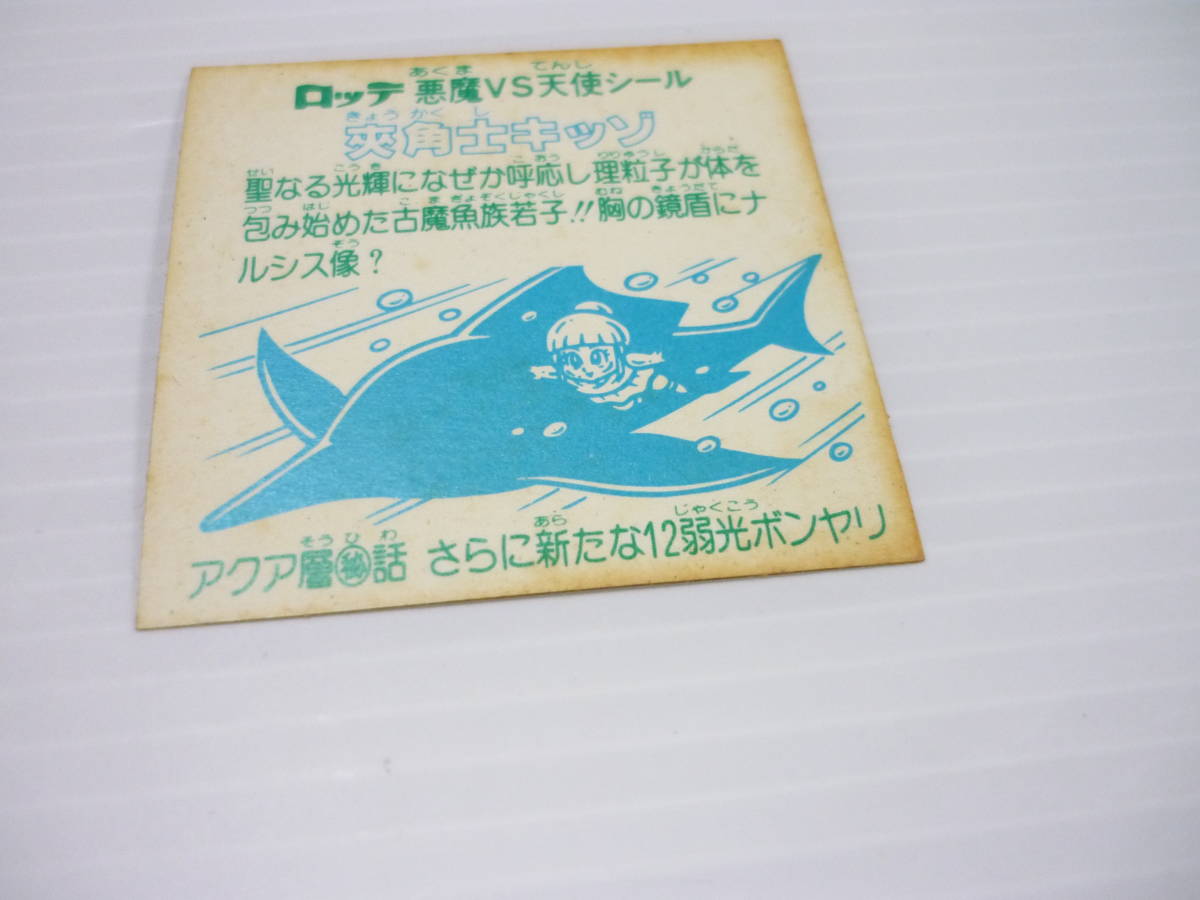 ロッテ 悪魔VS天使シール
夾角士キッソ
聖なる光輝になぜか呼応し理粒子が体を
包み始めた古魔魚族若子!!胸の鏡盾にナ
ルシス像?
アクア層㊙話 さらに新たな12弱光ボンヤリ